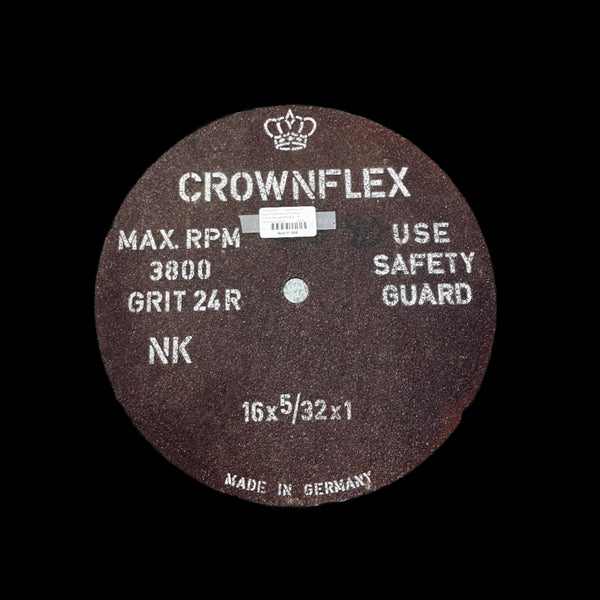 CROWNFLEX
MAX. RPM
3800
GRIT 24R
USE
SAFETY
GUARD
NK
16x5/32x1
MADE IN GERMANY